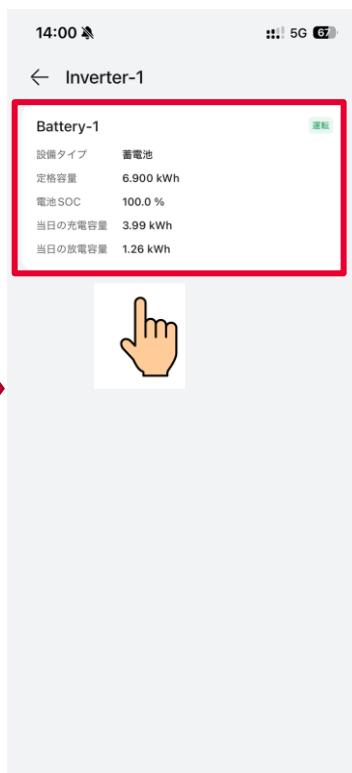 14:00
5G 67
← Inverter-1
Battery-1 運転
設備タイプ 蓄電池
定格容量 6.900 kWh
電池SOC 100.0 %
当日の充電容量 3.99 kWh
当日の放電容量 1.26 kWh